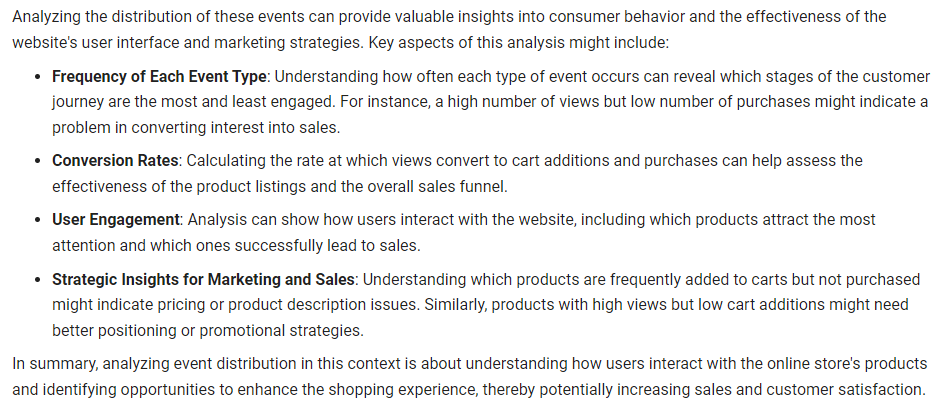 Analyzing the distribution of these events can provide valuable insights into consumer behavior and the effectiveness of the
website's user interface and marketing strategies. Key aspects of this analysis might include:
• Frequency of Each Event Type: Understanding how often each type of event occurs can reveal which stages of the customer
journey are the most and least engaged. For instance, a high number of views but low number of purchases might indicate a
problem in converting interest into sales.
• Conversion Rates: Calculating the rate at which views convert to cart additions and purchases can help assess the
effectiveness of the product listings and the overall sales funnel.
• User Engagement: Analysis can show how users interact with the website, including which products attract the most
attention and which ones successfully lead to sales.
• Strategic Insights for Marketing and Sales: Understanding which products are frequently added to carts but not purchased
might indicate pricing or product description issues. Similarly, products with high views but low cart additions might need
better positioning or promotional strategies.
In summary, analyzing event distribution in this context is about understanding how users interact with the online store's products
and identifying opportunities to enhance the shopping experience, thereby potentially increasing sales and customer satisfaction.